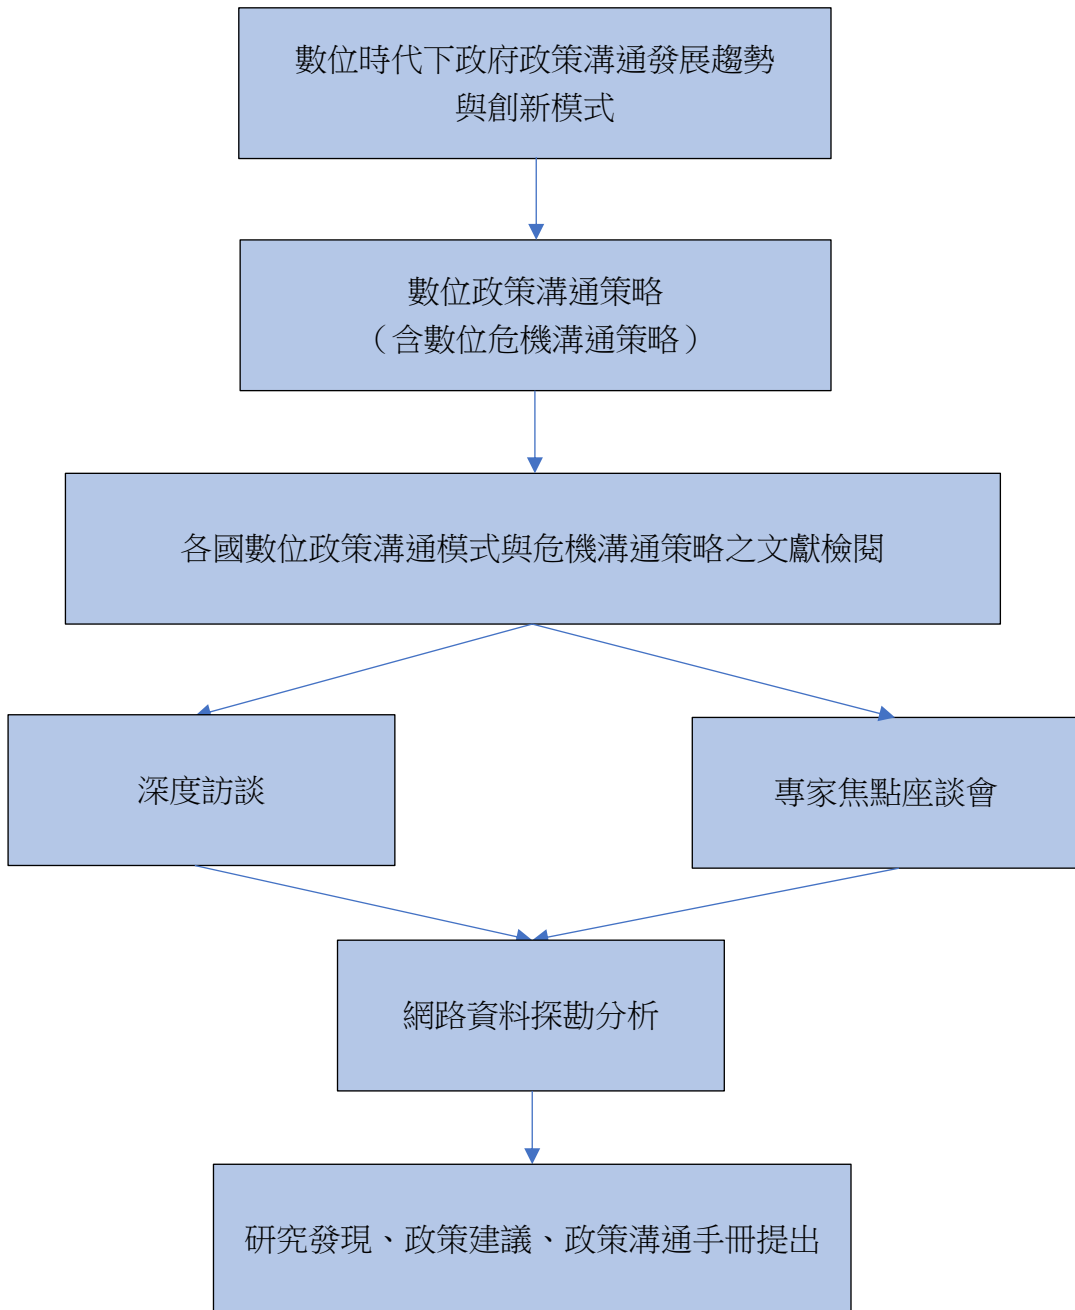 數位時代下政府政策溝通發展趨勢
與創新模式
數位政策溝通策略
（含數位危機溝通策略）
各國數位政策溝通模式與危機溝通策略之文獻檢閱
深度訪談
專家焦點座談會
網路資料探勘分析
研究發現、政策建議、政策溝通手冊提出